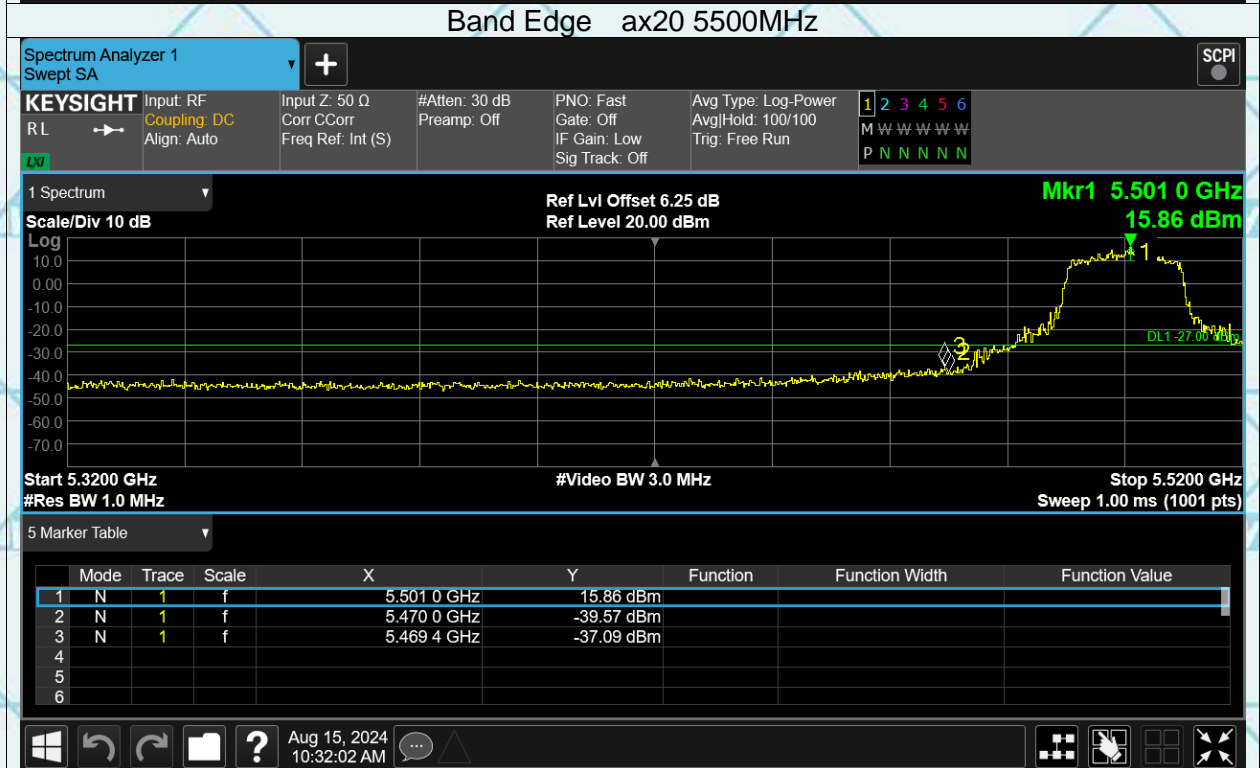 Band Edge ax20 5500MHz
Spectrum Analyzer 1
Swept SA
SCPI
KEYSIGHT
R L
LXI
Input: RF
Coupling: DC
Align: Auto
Input Z: 50 Ω
Corr CCorr
Freq Ref: Int (S)
#Atten: 30 dB
Preamp: Off
PNO: Fast
Gate: Off
IF Gain: Low
Sig Track: Off
Avg Type: Log-Power
Avg|Hold: 100/100
Trig: Free Run
1 2 3 4 5 6
M W W W W W
P N N N N N
1 Spectrum
Scale/Div 10 dB
Ref Lvl Offset 6.25 dB
Ref Level 20.00 dBm
Mkr1 5.501 0 GHz
15.86 dBm
Log
10.0
0.00
-10.0
-20.0
-30.0
-40.0
-50.0
-60.0
-70.0
1
3
2
DL1 -27.00 dBm
Start 5.3200 GHz
#Video BW 3.0 MHz
Stop 5.5200 GHz
#Res BW 1.0 MHz
Sweep 1.00 ms (1001 pts)
5 Marker Table
Mode Trace Scale X Y Function Function Width Function Value
1 N 1 f 5.501 0 GHz 15.86 dBm
2 N 1 f 5.470 0 GHz -39.57 dBm
3 N 1 f 5.469 4 GHz -37.09 dBm
4
5
6
?
Aug 15, 2024
10:32:02 AM